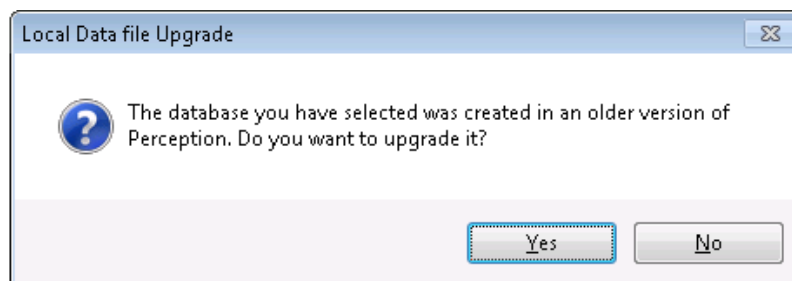 Local Data file Upgrade
The database you have selected was created in an older version of
Perception. Do you want to upgrade it?
Yes
No